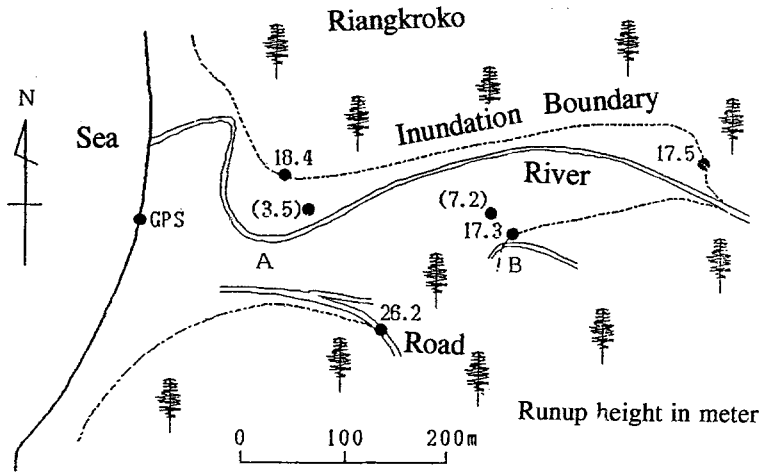 Riangkroko
N
Sea
Inundation Boundary
18.4
17.5
River
(3.5)
(7.2)
GPS
17.3
A
B
26.2
Road
Runup height in meter
0 100 200m